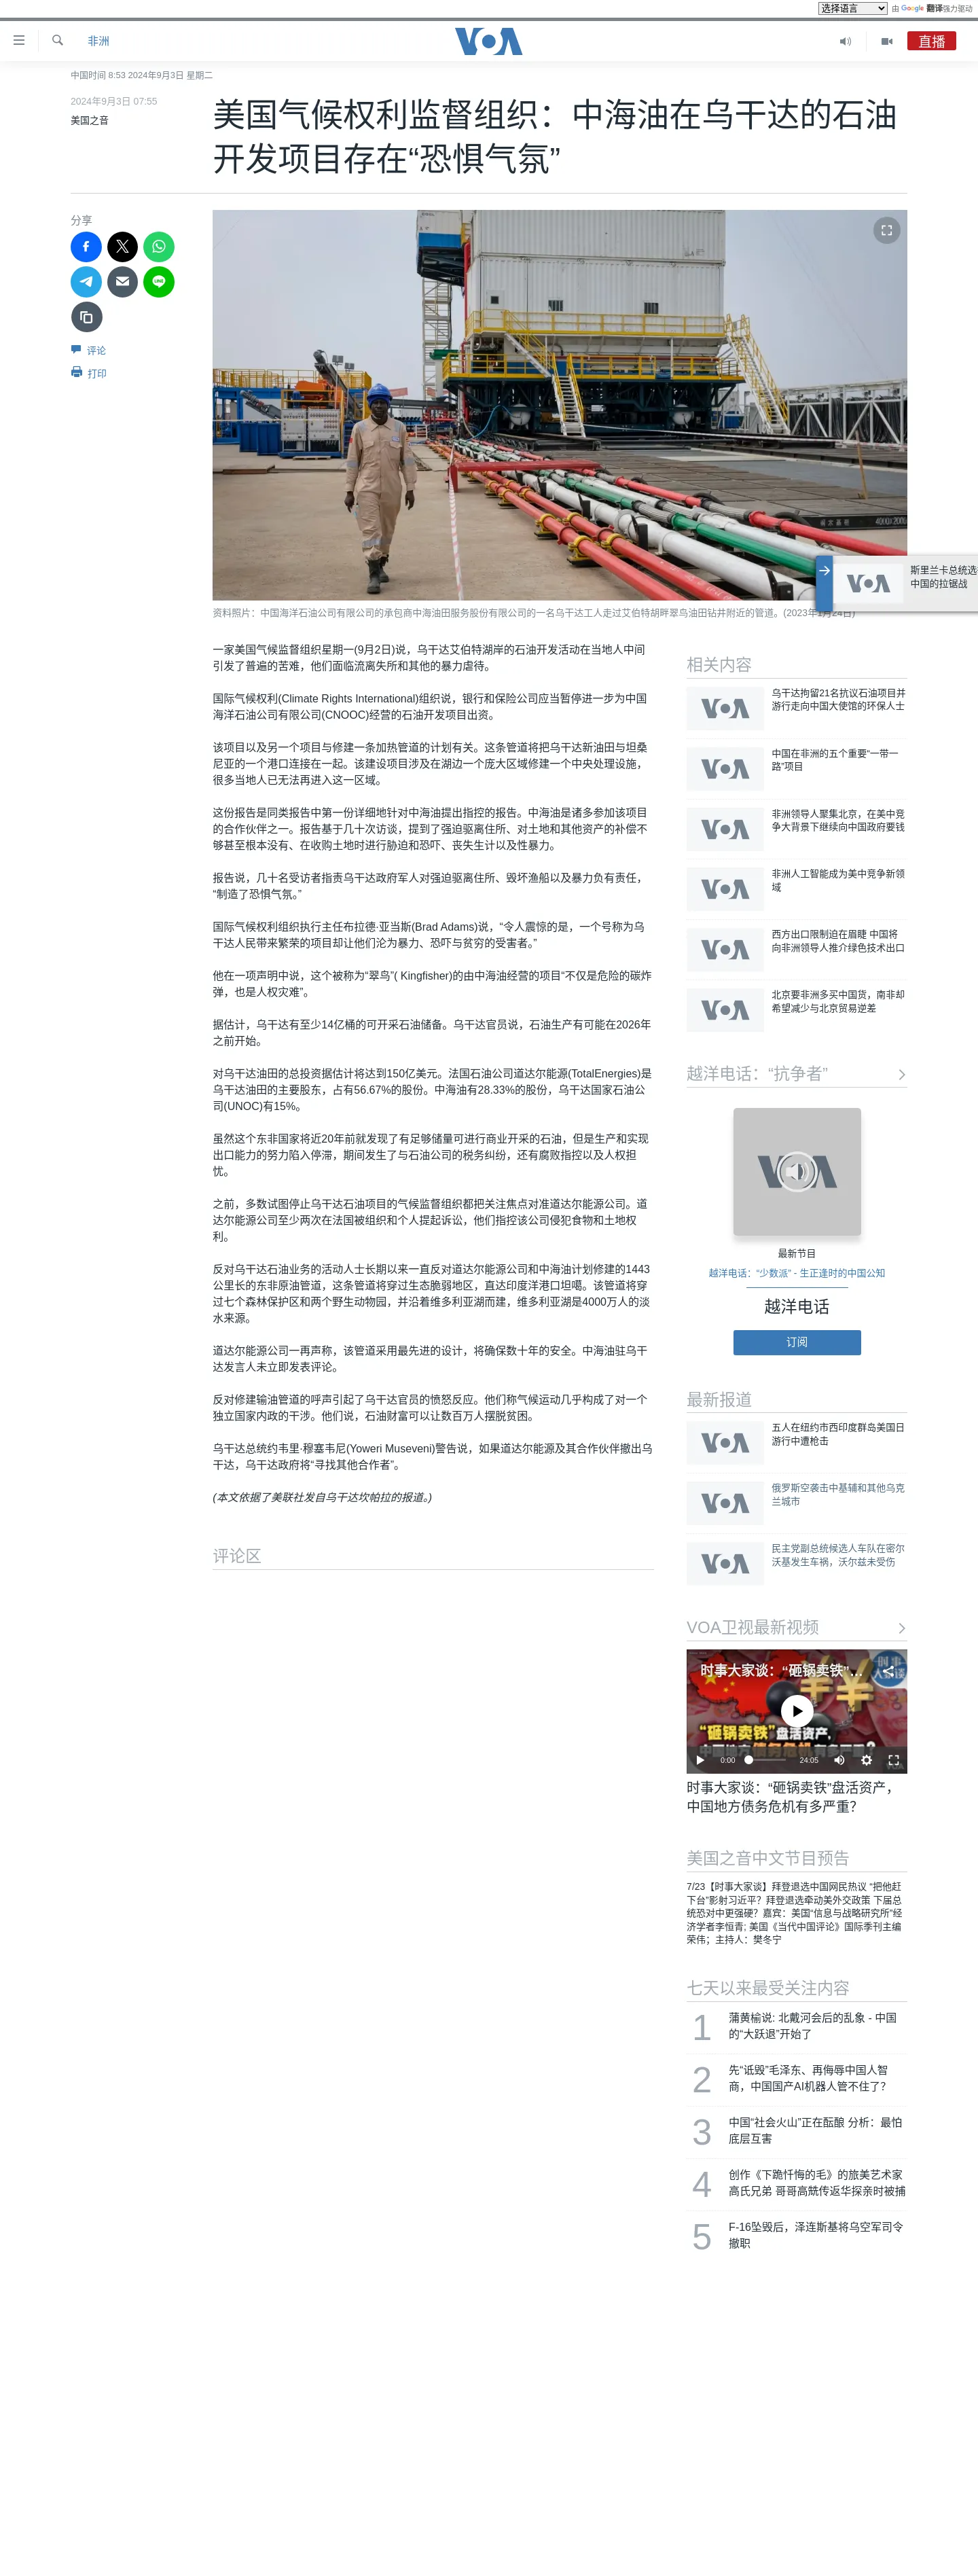 选择语言 由 Google 翻译强力驱动
非洲
VOA
直播
中国时间 8:53 2024年9月3日 星期二
2024年9月3日 07:55
美国之音
美国气候权利监督组织：中海油在乌干达的石油
开发项目存在“恐惧气氛”
分享
评论
打印
资料照片：中国海洋石油公司有限公司的承包商中海油田服务股份有限公司的一名乌干达工人走过艾伯特胡畔翠鸟油田钻井附近的管道。(2023年1月24日)
斯里兰卡总统选
中国的拉锯战
一家美国气候监督组织星期一(9月2日)说，乌干达艾伯特湖岸的石油开发活动在当地人中间
引发了普遍的苦难，他们面临流离失所和其他的暴力虐待。
国际气候权利(Climate Rights International)组织说，银行和保险公司应当暂停进一步为中国
海洋石油公司有限公司(CNOOC)经营的石油开发项目出资。
该项目以及另一个项目与修建一条加热管道的计划有关。这条管道将把乌干达新油田与坦桑
尼亚的一个港口连接在一起。该建设项目涉及在湖边一个庞大区域修建一个中央处理设施，
很多当地人已无法再进入这一区域。
这份报告是同类报告中第一份详细地针对中海油提出指控的报告。中海油是诸多参加该项目
的合作伙伴之一。报告基于几十次访谈，提到了强迫驱离住所、对土地和其他资产的补偿不
够甚至根本没有、在收购土地时进行胁迫和恐吓、丧失生计以及性暴力。
报告说，几十名受访者指责乌干达政府军人对强迫驱离住所、毁坏渔船以及暴力负有责任，
“制造了恐惧气氛。”
国际气候权利组织执行主任布拉德·亚当斯(Brad Adams)说，“令人震惊的是，一个号称为乌
干达人民带来繁荣的项目却让他们沦为暴力、恐吓与贫穷的受害者。”
他在一项声明中说，这个被称为“翠鸟”( Kingfisher)的由中海油经营的项目“不仅是危险的碳炸
弹，也是人权灾难”。
据估计，乌干达有至少14亿桶的可开采石油储备。乌干达官员说，石油生产有可能在2026年
之前开始。
对乌干达油田的总投资据估计将达到150亿美元。法国石油公司道达尔能源(TotalEnergies)是
乌干达油田的主要股东，占有56.67%的股份。中海油有28.33%的股份，乌干达国家石油公
司(UNOC)有15%。
虽然这个东非国家将近20年前就发现了有足够储量可进行商业开采的石油，但是生产和实现
出口能力的努力陷入停滞，期间发生了与石油公司的税务纠纷，还有腐败指控以及人权担
忧。
之前，多数试图停止乌干达石油项目的气候监督组织都把关注焦点对准道达尔能源公司。道
达尔能源公司至少两次在法国被组织和个人提起诉讼，他们指控该公司侵犯食物和土地权
利。
反对乌干达石油业务的活动人士长期以来一直反对道达尔能源公司和中海油计划修建的1443
公里长的东非原油管道，这条管道将穿过生态脆弱地区，直达印度洋港口坦噶。该管道将穿
过七个森林保护区和两个野生动物园，并沿着维多利亚湖而建，维多利亚湖是4000万人的淡
水来源。
道达尔能源公司一再声称，该管道采用最先进的设计，将确保数十年的安全。中海油驻乌干
达发言人未立即发表评论。
反对修建输油管道的呼声引起了乌干达官员的愤怒反应。他们称气候运动几乎构成了对一个
独立国家内政的干涉。他们说，石油财富可以让数百万人摆脱贫困。
乌干达总统约韦里·穆塞韦尼(Yoweri Museveni)警告说，如果道达尔能源及其合作伙伴撤出乌
干达，乌干达政府将“寻找其他合作者”。
(本文依据了美联社发自乌干达坎帕拉的报道。)
评论区
相关内容
乌干达拘留21名抗议石油项目并
游行走向中国大使馆的环保人士
中国在非洲的五个重要“一带一
路”项目
非洲领导人聚集北京，在美中竞
争大背景下继续向中国政府要钱
非洲人工智能成为美中竞争新领
域
西方出口限制迫在眉睫 中国将
向非洲领导人推介绿色技术出口
北京要非洲多买中国货，南非却
希望减少与北京贸易逆差
越洋电话：“抗争者”
最新节目
越洋电话：“少数派” - 生正逢时的中国公知
越洋电话
订阅
最新报道
五人在纽约市西印度群岛美国日
游行中遭枪击
俄罗斯空袭击中基辅和其他乌克
兰城市
民主党副总统候选人车队在密尔
沃基发生车祸，沃尔兹未受伤
VOA卫视最新视频
时事大家谈：“砸锅卖铁”…
“砸锅卖铁”盘活资产，
0:00 24:05
时事大家谈：“砸锅卖铁”盘活资产，
中国地方债务危机有多严重？
美国之音中文节目预告
7/23【时事大家谈】拜登退选中国网民热议 “把他赶
下台”影射习近平？拜登退选牵动美外交政策 下届总
统恐对中更强硬？嘉宾：美国“信息与战略研究所”经
济学者李恒青; 美国《当代中国评论》国际季刊主编
荣伟；主持人：樊冬宁
七天以来最受关注内容
1 蒲黄榆说: 北戴河会后的乱象 - 中国
的“大跃退”开始了
2 先“诋毁”毛泽东、再侮辱中国人智
商，中国国产AI机器人管不住了？
3 中国“社会火山”正在酝酿 分析：最怕
底层互害
4 创作《下跪忏悔的毛》的旅美艺术家
高氏兄弟 哥哥高兟传返华探亲时被捕
5 F-16坠毁后，泽连斯基将乌空军司令
撤职